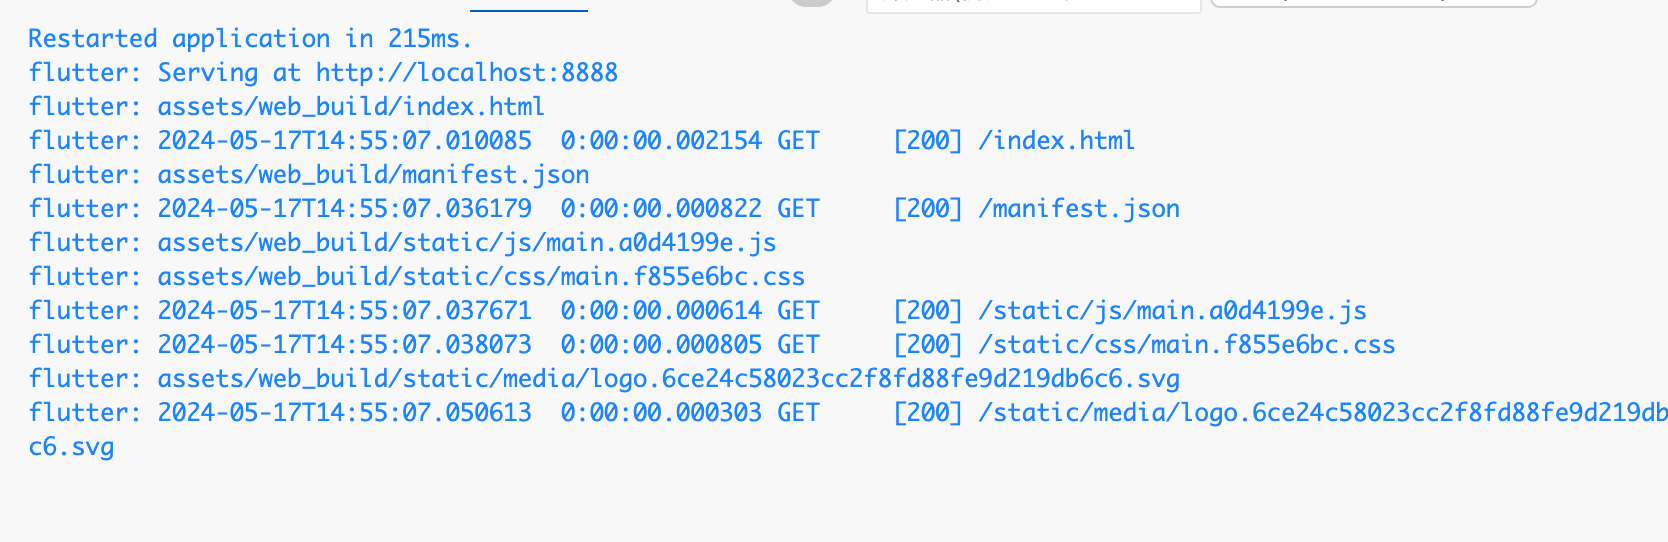 Restarted application in 215ms.
flutter: Serving at http://localhost:8888
flutter: assets/web_build/index.html
flutter: 2024-05-17T14:55:07.010085  0:00:00.002154 GET     [200] /index.html
flutter: assets/web_build/manifest.json
flutter: 2024-05-17T14:55:07.036179  0:00:00.000822 GET     [200] /manifest.json
flutter: assets/web_build/static/js/main.a0d4199e.js
flutter: assets/web_build/static/css/main.f855e6bc.css
flutter: 2024-05-17T14:55:07.037671  0:00:00.000614 GET     [200] /static/js/main.a0d4199e.js
flutter: 2024-05-17T14:55:07.038073  0:00:00.000805 GET     [200] /static/css/main.f855e6bc.css
flutter: assets/web_build/static/media/logo.6ce24c58023cc2f8fd88fe9d219db6c6.svg
flutter: 2024-05-17T14:55:07.050613  0:00:00.000303 GET     [200] /static/media/logo.6ce24c58023cc2f8fd88fe9d219db
c6.svg